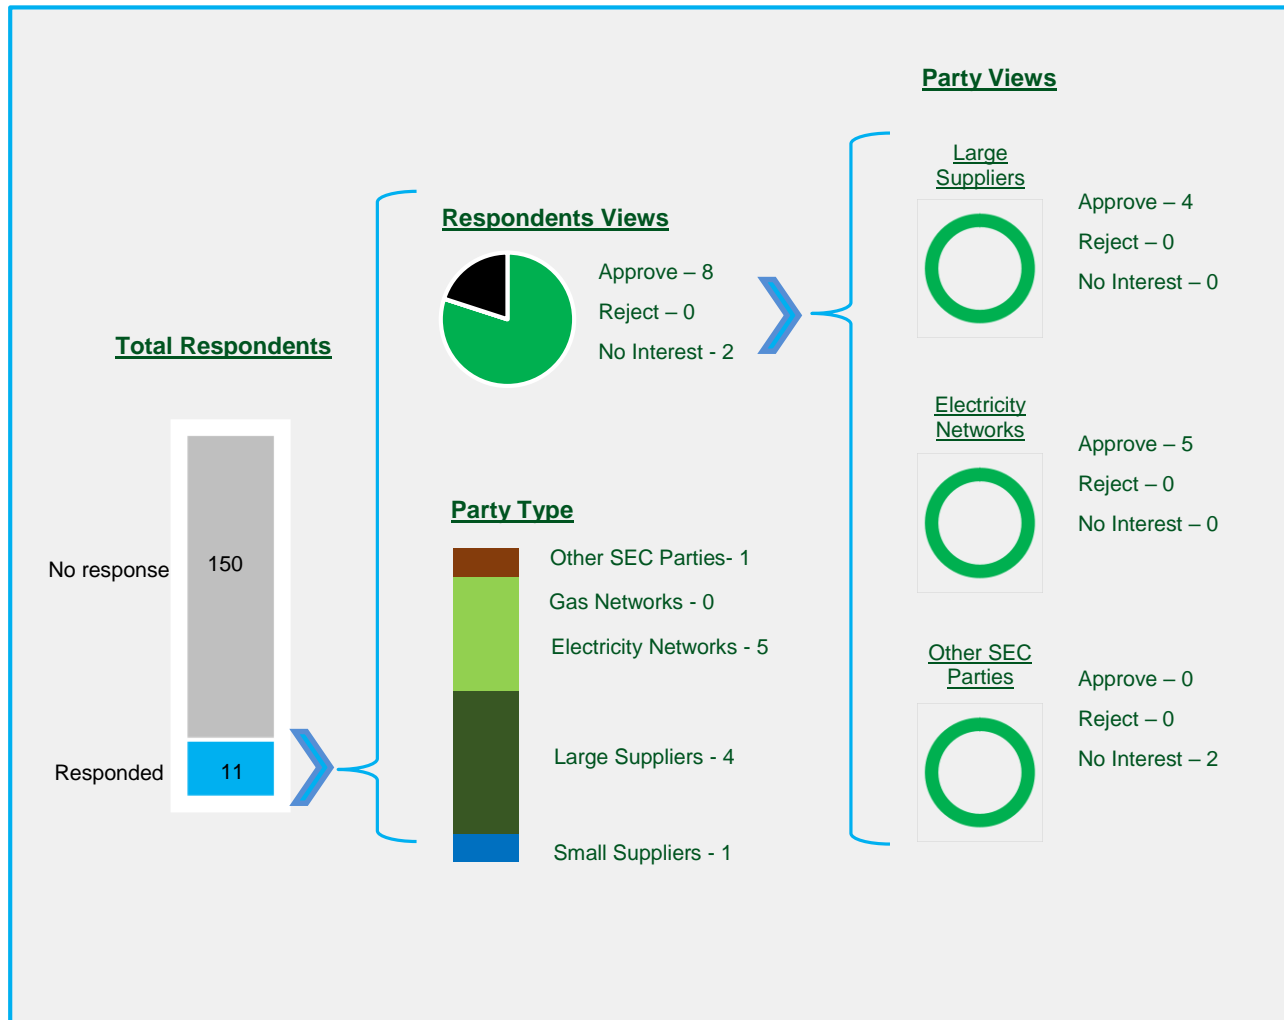 Total Respondents
No response
150
Responded
11
Respondents Views
Approve – 8
Reject – 0
No Interest - 2
Party Type
Other SEC Parties- 1
Gas Networks - 0
Electricity Networks - 5
Large Suppliers - 4
Small Suppliers - 1
Party Views
Large
Suppliers
Approve – 4
Reject – 0
No Interest – 0
Electricity
Networks
Approve – 5
Reject – 0
No Interest – 0
Other SEC
Parties
Approve – 0
Reject – 0
No Interest – 2